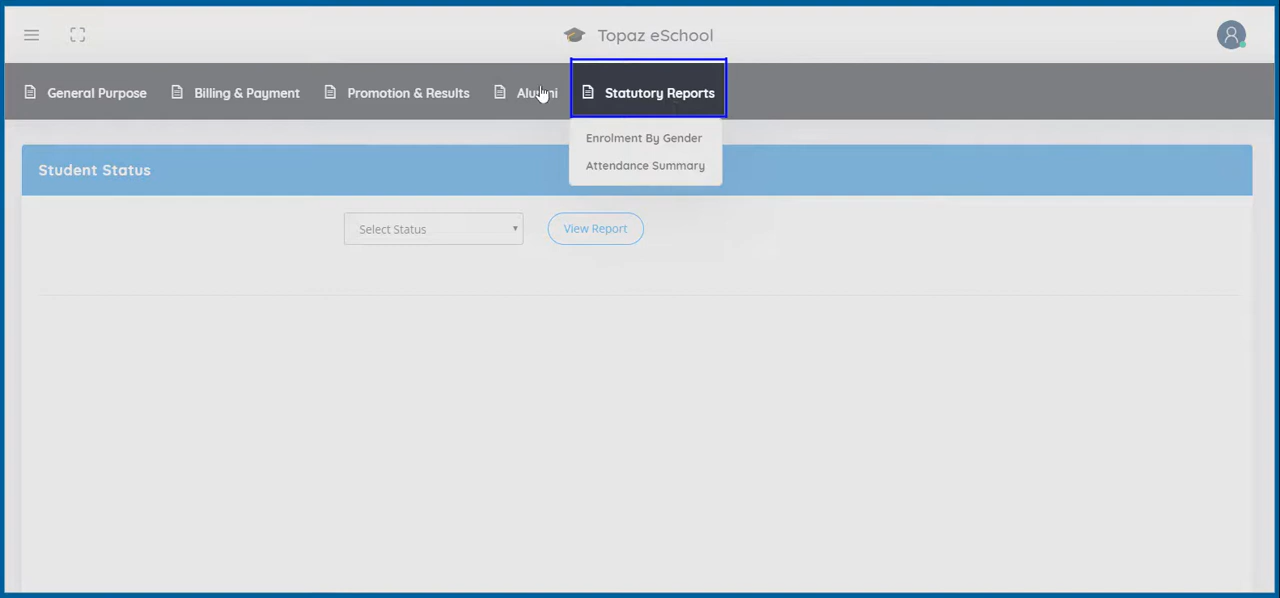 Topaz eSchool
General Purpose Billing & Payment Promotion & Results Alumni Statutory Reports
Enrolment By Gender
Attendance Summary
Student Status
Select Status View Report